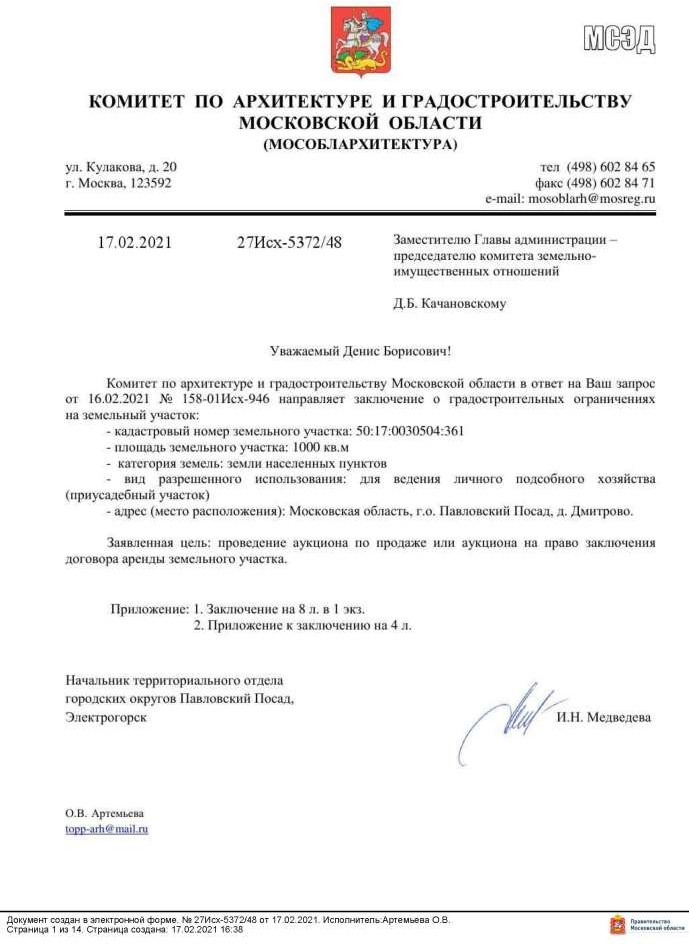 МСЭД
КОМИТЕТ ПО АРХИТЕКТУРЕ И ГРАДОСТРОИТЕЛЬСТВУ
МОСКОВСКОЙ ОБЛАСТИ
(МОСОБЛАРХИТЕКТУРА)
ул. Кулакова, д. 20
г. Москва, 123592
тел (498) 602 84 65
факс (498) 602 84 71
e-mail: mosoblarh@mosreg.ru
17.02.2021
27Исх-5372/48
Заместителю Главы администрации –
председателю комитета земельно-
имущественных отношений
Д.Б. Качановскому
Уважаемый Денис Борисович!
Комитет по архитектуре и градостроительству Московской области в ответ на Ваш запрос
от 16.02.2021 № 158-01Исх-946 направляет заключение о градостроительных ограничениях
на земельный участок:
- кадастровый номер земельного участка: 50:17:0030504:361
- площадь земельного участка: 1000 кв.м
- категория земель: земли населенных пунктов
- вид разрешенного использования: для ведения личного подсобного хозяйства
(приусадебный участок)
- адрес (место расположения): Московская область, г.о. Павловский Посад, д. Дмитрово.
Заявленная цель: проведение аукциона по продаже или аукциона на право заключения
договора аренды земельного участка.
Приложение: 1. Заключение на 8 л. в 1 экз.
2. Приложение к заключению на 4 л.
Начальник территориального отдела
городских округов Павловский Посад,
Электрогорск
И.Н. Медведева
О.В. Артемьева
topp-arh@mail.ru
Документ создан в электронной форме. № 27Исх-5372/48 от 17.02.2021. Исполнитель:Артемьева О.В.
Страница 1 из 14. Страница создана: 17.02.2021 16:38
Правительство
Московской области